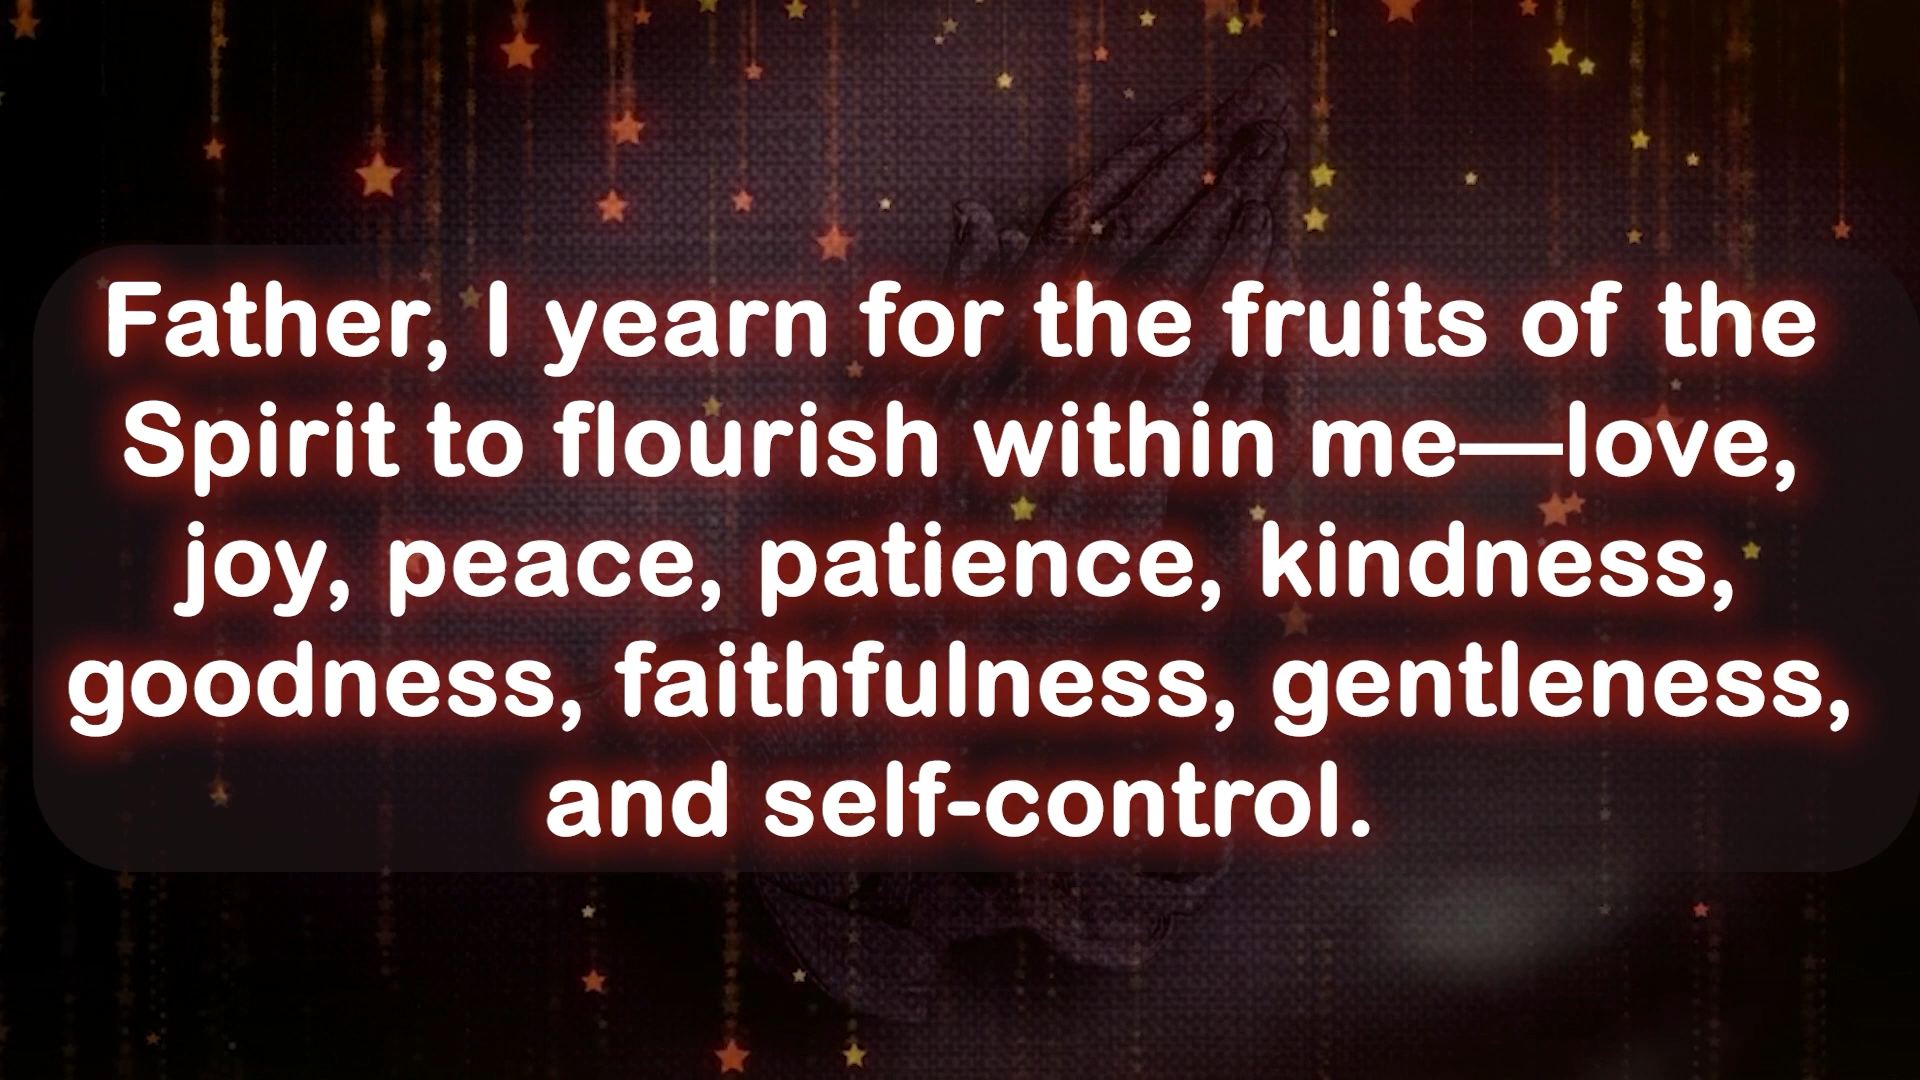 Father, I yearn for the fruits of the
Spirit to flourish within me—love,
joy, peace, patience, kindness,
goodness, faithfulness, gentleness,
and self-control.